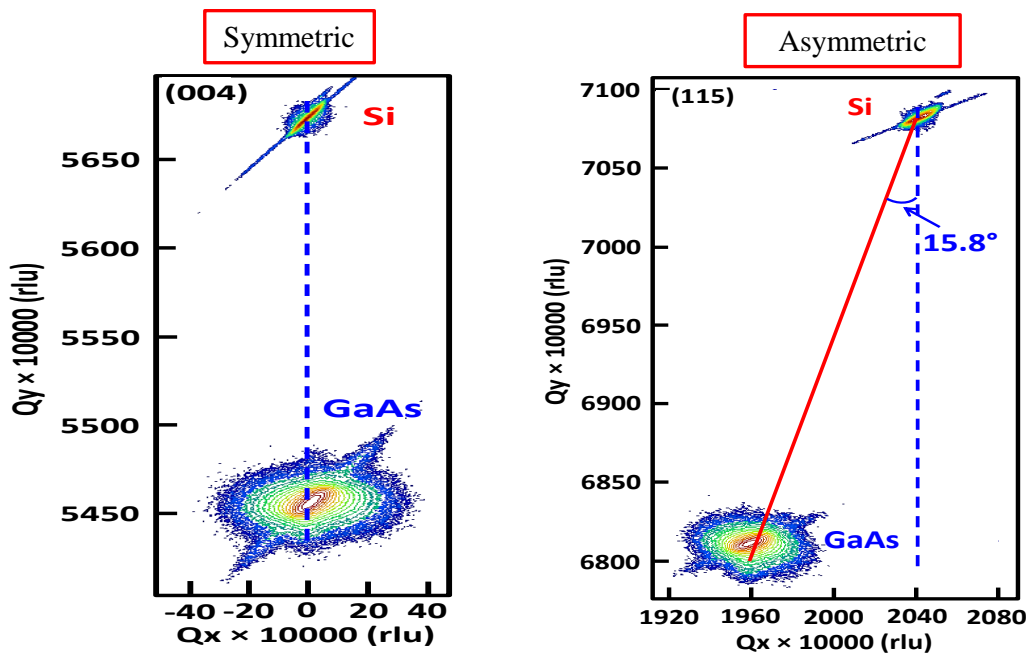 Symmetric
(004)
Si
GaAs
5650
5600
5550
5500
5450
Qy × 10000 (rlu)
-40 -20 0 20 40
Qx × 10000 (rlu)
Asymmetric
(115)
Si
15.8°
GaAs
7100
7050
7000
6950
6900
6850
6800
Qy × 10000 (rlu)
1920 1960 2000 2040 2080
Qx × 10000 (rlu)